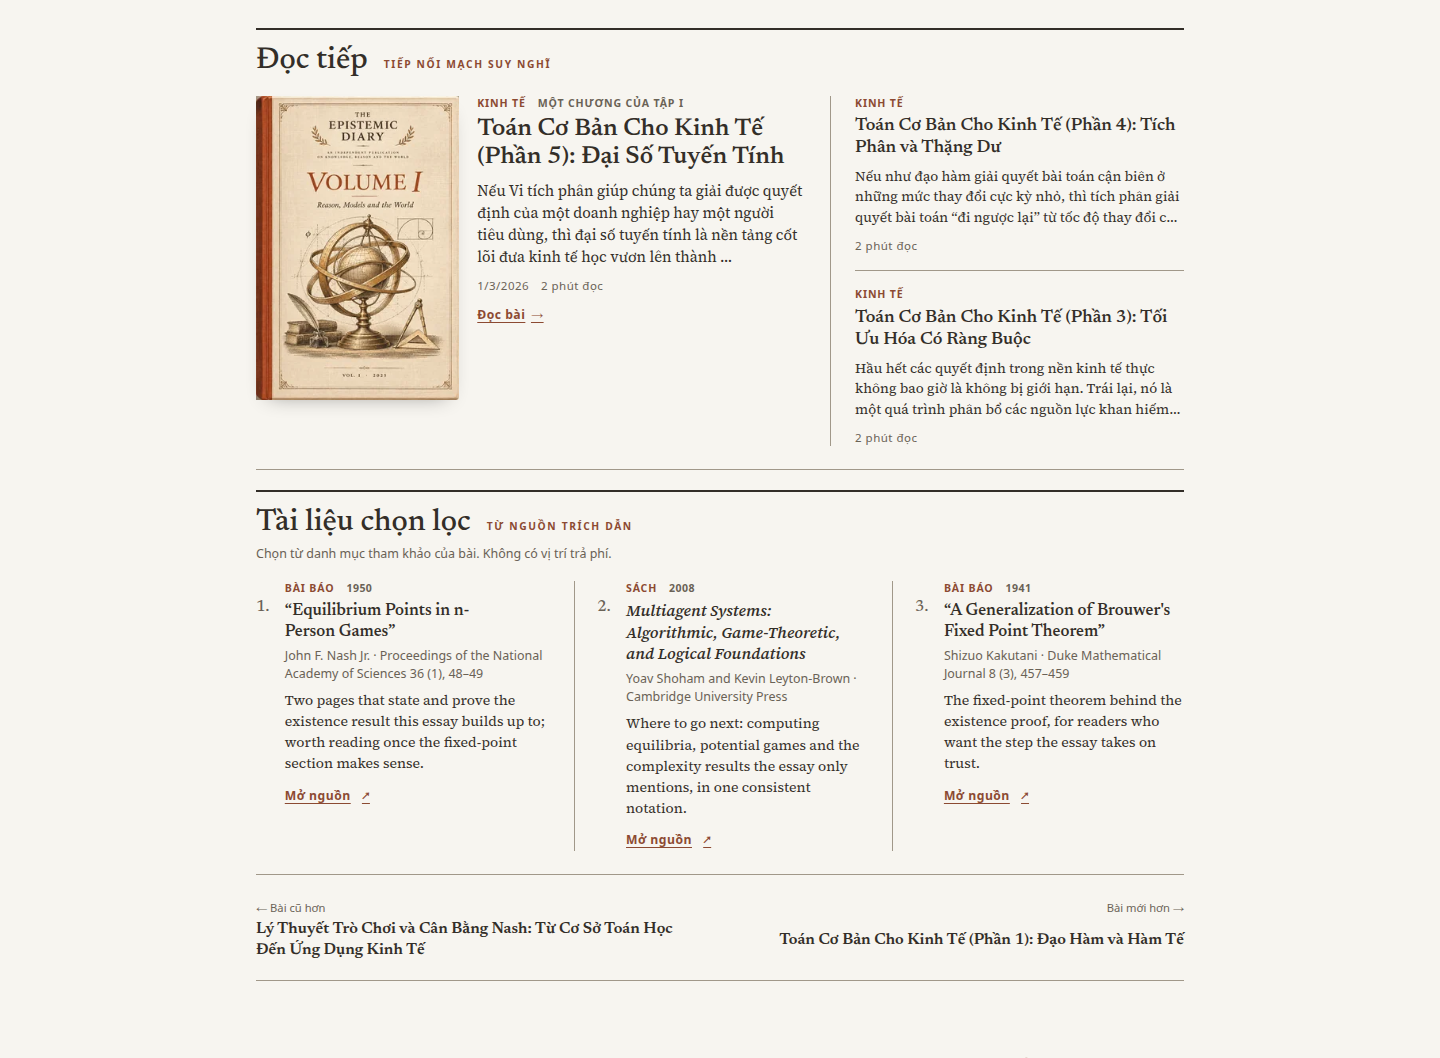 Đọc tiếp TIẾP NỐI MẠCH SUY NGHĨ
THE
EPISTEMIC
DIARY
AN INDEPENDENT PUBLICATION
ON KNOWLEDGE, BELIEF AND THE WORLD
VOLUME I
Reason, Models and the World
VOL. I · 2025
KINH TẾ MỘT CHƯƠNG CỦA TẬP I
Toán Cơ Bản Cho Kinh Tế
(Phần 5): Đại Số Tuyến Tính
Nếu Vi tích phân giúp chúng ta giải được quyết
định của một doanh nghiệp hay một người
tiêu dùng, thì đại số tuyến tính là nền tảng cốt
lõi đưa kinh tế học vươn lên thành ...
1/3/2026 2 phút đọc
Đọc bài →
KINH TẾ
Toán Cơ Bản Cho Kinh Tế (Phần 4): Tích
Phân và Thặng Dư
Nếu như đạo hàm giải quyết bài toán cận biên ở
những mức thay đổi cực kỳ nhỏ, thì tích phân giải
quyết bài toán “đi ngược lại” từ tốc độ thay đổi c...
2 phút đọc
KINH TẾ
Toán Cơ Bản Cho Kinh Tế (Phần 3): Tối
Ưu Hóa Có Ràng Buộc
Hầu hết các quyết định trong nền kinh tế thực
không bao giờ là không bị giới hạn. Trái lại, nó là
một quá trình phân bổ các nguồn lực khan hiếm...
2 phút đọc
Tài liệu chọn lọc TỪ NGUỒN TRÍCH DẪN
Chọn từ danh mục tham khảo của bài. Không có vị trí trả phí.
BÀI BÁO 1950
1. “Equilibrium Points in n-
Person Games”
John F. Nash Jr. · Proceedings of the National
Academy of Sciences 36 (1), 48–49
Two pages that state and prove the
existence result this essay builds up to;
worth reading once the fixed-point
section makes sense.
Mở nguồn ↗
SÁCH 2008
2. Multiagent Systems:
Algorithmic, Game-Theoretic,
and Logical Foundations
Yoav Shoham and Kevin Leyton-Brown ·
Cambridge University Press
Where to go next: computing
equilibria, potential games and the
complexity results the essay only
mentions, in one consistent
notation.
Mở nguồn ↗
BÀI BÁO 1941
3. “A Generalization of Brouwer's
Fixed Point Theorem”
Shizuo Kakutani · Duke Mathematical
Journal 8 (3), 457–459
The fixed-point theorem behind the
existence proof, for readers who
want the step the essay takes on
trust.
Mở nguồn ↗
← Bài cũ hơn
Lý Thuyết Trò Chơi và Cân Bằng Nash: Từ Cơ Sở Toán Học
Đến Ứng Dụng Kinh Tế
Bài mới hơn →
Toán Cơ Bản Cho Kinh Tế (Phần 1): Đạo Hàm và Hàm Tế